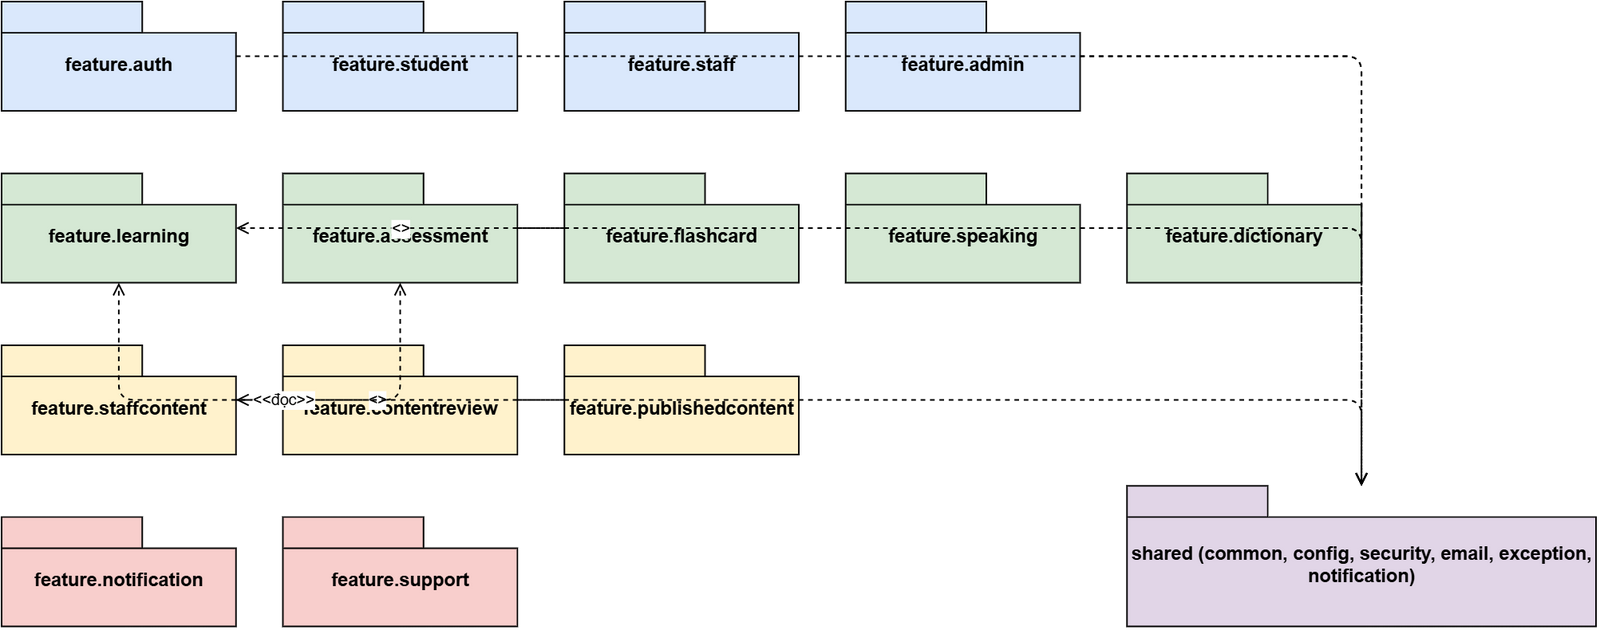 feature.auth
feature.student
feature.staff
feature.admin
feature.learning
feature.assessment
<>
feature.flashcard
feature.speaking
feature.dictionary
feature.staffcontent
<<đọc>>
feature.contentreview
<>
feature.publishedcontent
feature.notification
feature.support
shared (common, config, security, email, exception,
notification)